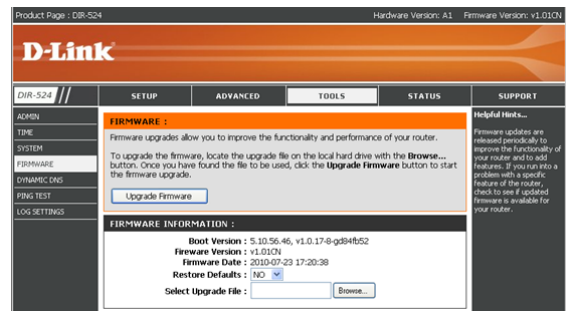 Product Page : DIR-524
Hardware Version: A1 Firmware Version: v1.01CN
D-Link
DIR-524
SETUP ADVANCED TOOLS STATUS SUPPORT
ADMIN
TIME
SYSTEM
FIRMWARE
DYNAMIC DNS
PING TEST
LOG SETTINGS
FIRMWARE :
Firmware upgrades allow you to improve the functionality and performance of your router.
To upgrade the firmware, locate the upgrade file on the local hard drive with the Browse...
button. Once you have found the file to be used, click the Upgrade Firmware button to start
the firmware upgrade.
Upgrade Firmware
FIRMWARE INFORMATION :
Boot Version : 5.10.56.46, v1.0.17-8-gd84fb52
Fireware Version : v1.01CN
Firmware Date : 2010-07-23 17:20:38
Restore Defaults : NO
Select Upgrade File : Browse...
Helpful Hints...
Firmware updates are
released periodically to
improve the functionality of
your router and to add
features. If you run into a
problem with a specific
feature of the router,
check to see if updated
firmware is available for
your router.